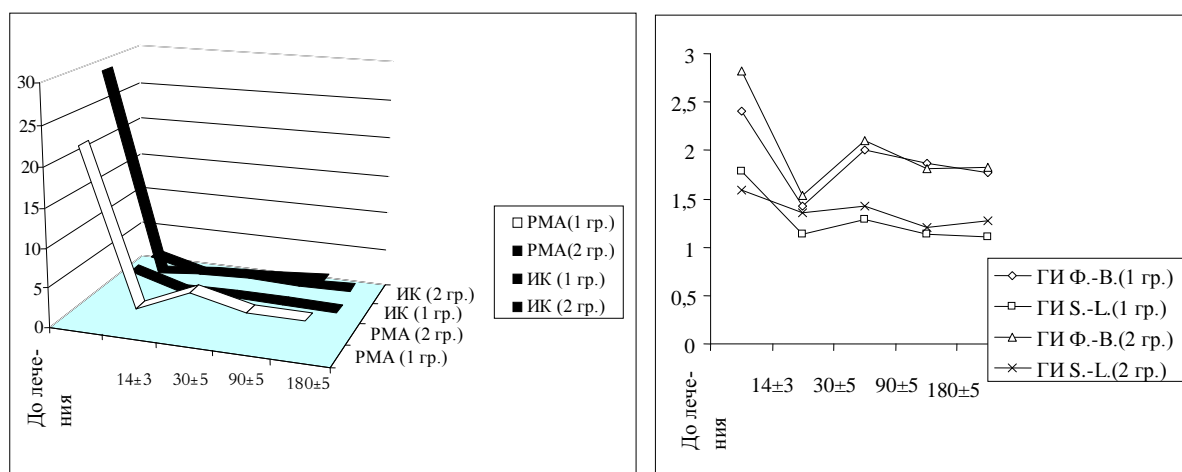 30
25
20
15
10
5
0
До лече-
ния
14±3
30±5
90±5
180±5
ИК (2 гр.)
ИК (1 гр.)
РМА (2 гр.)
РМА (1 гр.)
РМА(1 гр.)
РМА(2 гр.)
ИК (1 гр.)
ИК (2 гр.)
3
2,5
2
1,5
1
0,5
0
До лече-
ния
14±3
30±5
90±5
180±5
ГИ Ф.-В.(1 гр.)
ГИ S.-L.(1 гр.)
ГИ Ф.-В.(2 гр.)
ГИ S.-L.(2 гр.)